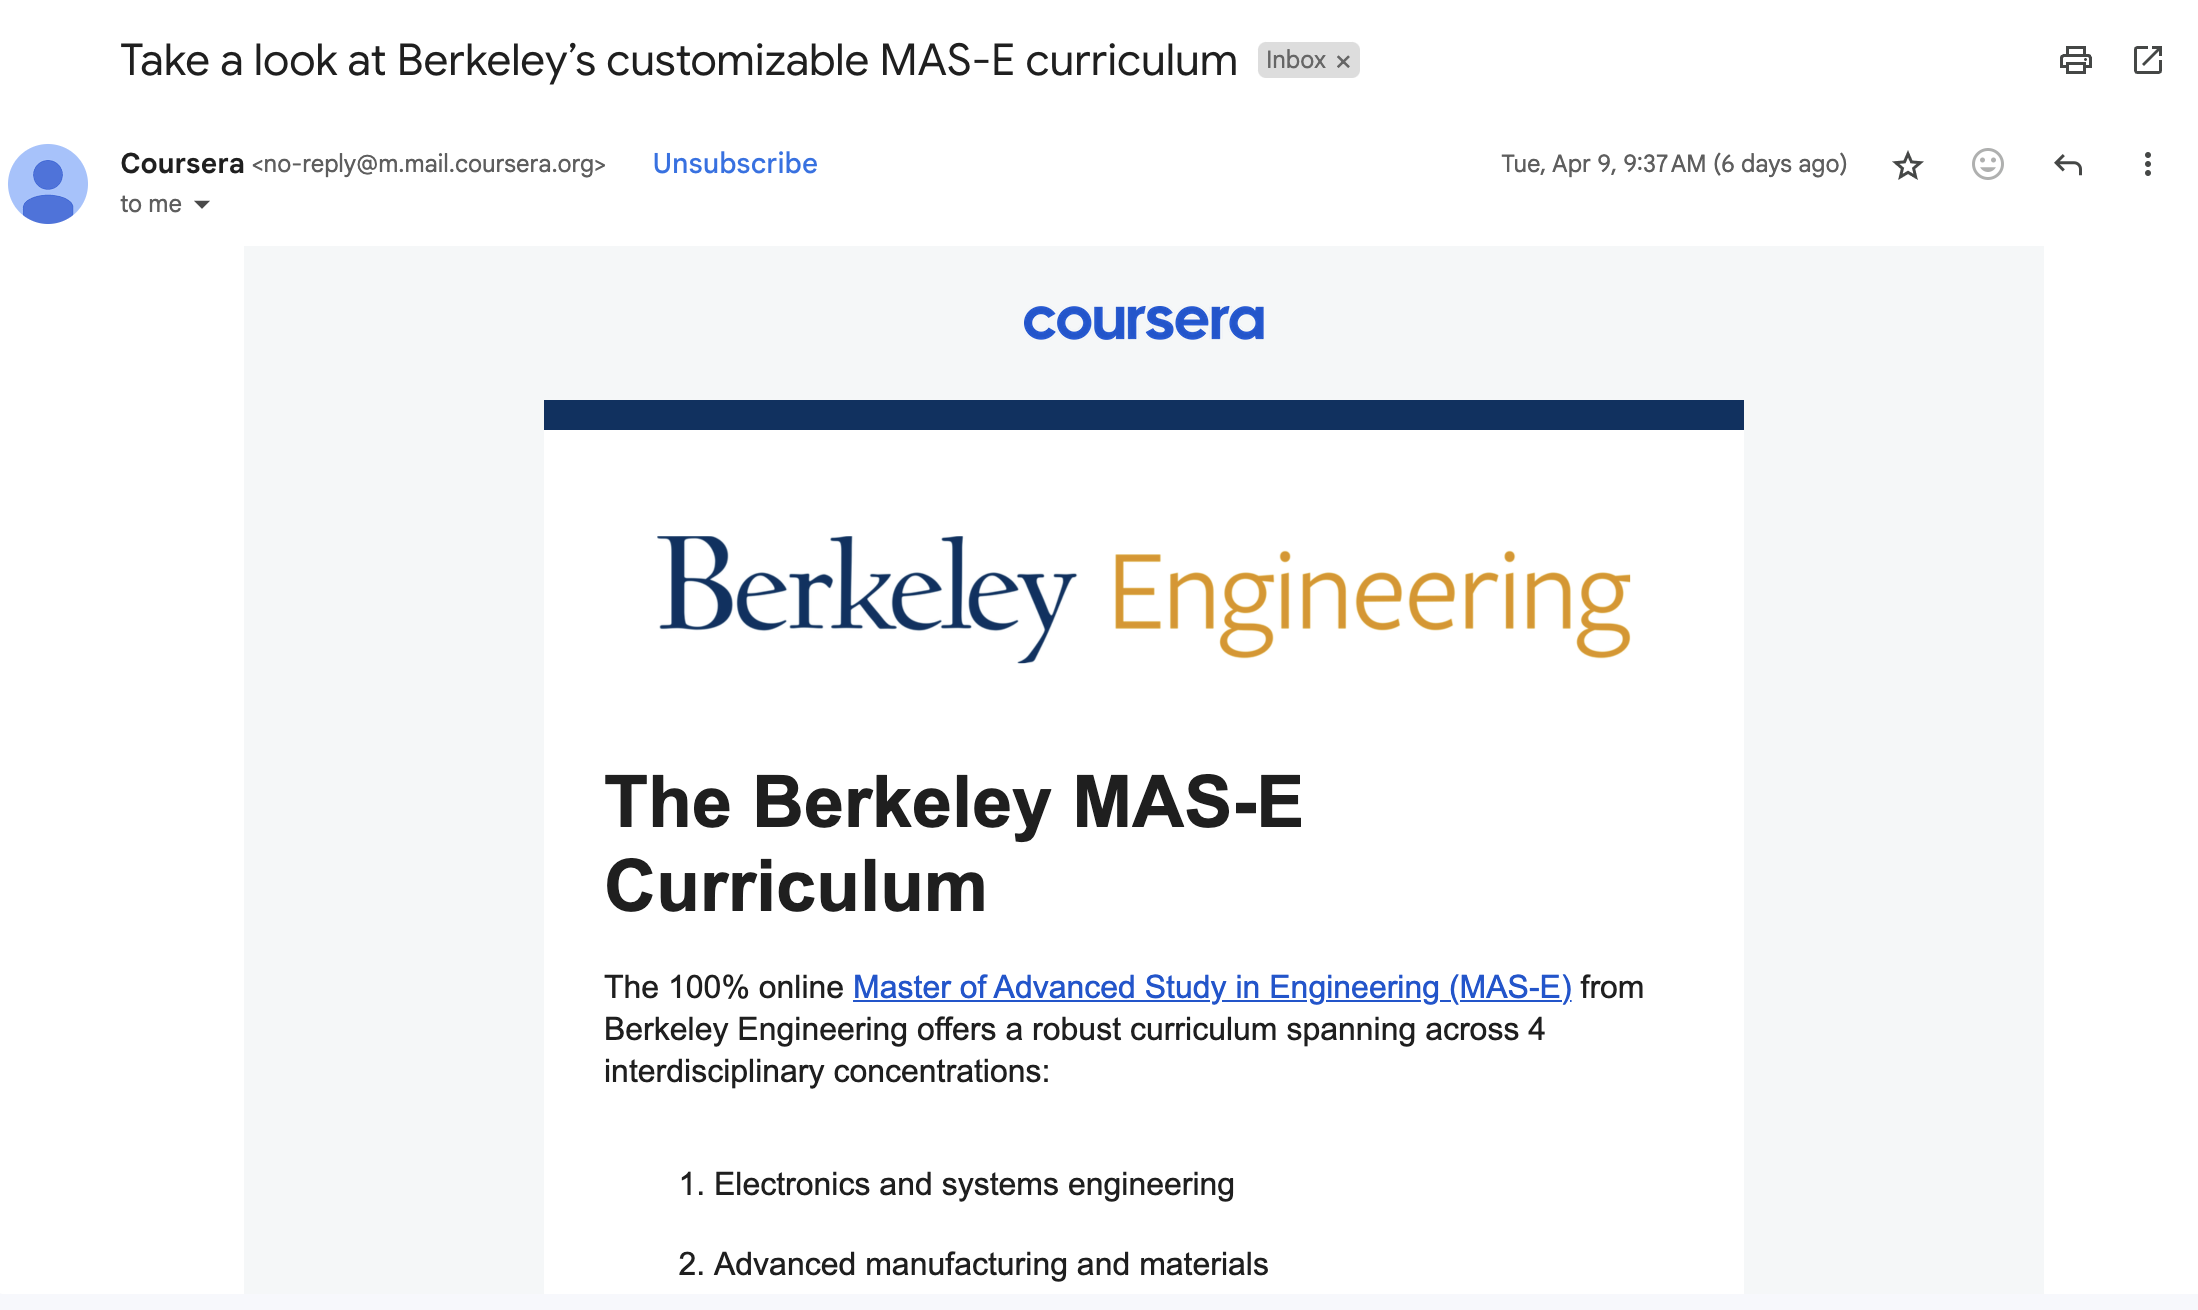 Take a look at Berkeley’s customizable MAS-E curriculum Inbox ×
Coursera <no-reply@m.mail.coursera.org> Unsubscribe Tue, Apr 9, 9:37 AM (6 days ago)
to me
coursera
Berkeley Engineering
The Berkeley MAS-E
Curriculum
The 100% online Master of Advanced Study in Engineering (MAS-E) from
Berkeley Engineering offers a robust curriculum spanning across 4
interdisciplinary concentrations:
1. Electronics and systems engineering
2. Advanced manufacturing and materials